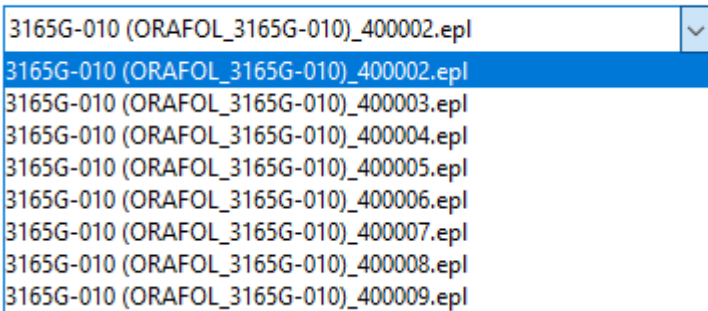 3165G-010 (ORAFOL_3165G-010)_400002.epl
3165G-010 (ORAFOL_3165G-010)_400002.epl
3165G-010 (ORAFOL_3165G-010)_400003.epl
3165G-010 (ORAFOL_3165G-010)_400004.epl
3165G-010 (ORAFOL_3165G-010)_400005.epl
3165G-010 (ORAFOL_3165G-010)_400006.epl
3165G-010 (ORAFOL_3165G-010)_400007.epl
3165G-010 (ORAFOL_3165G-010)_400008.epl
3165G-010 (ORAFOL_3165G-010)_400009.epl